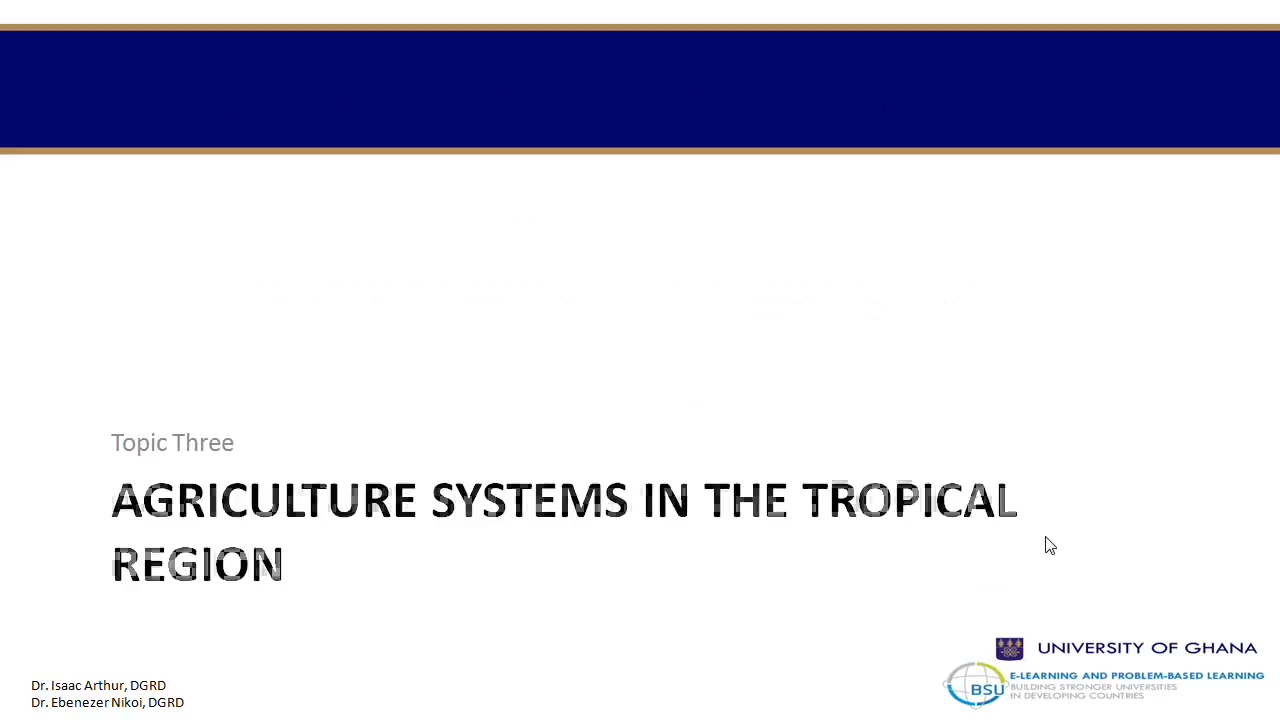 Topic Three
AGRICULTURE SYSTEMS IN THE TROPICAL
REGION
Dr. Isaac Arthur, DGRD
Dr. Ebenezer Nikoi, DGRD
UNIVERSITY OF GHANA
BSU
E-LEARNING AND PROBLEM-BASED LEARNING
BUILDING STRONGER UNIVERSITIES
IN DEVELOPING COUNTRIES